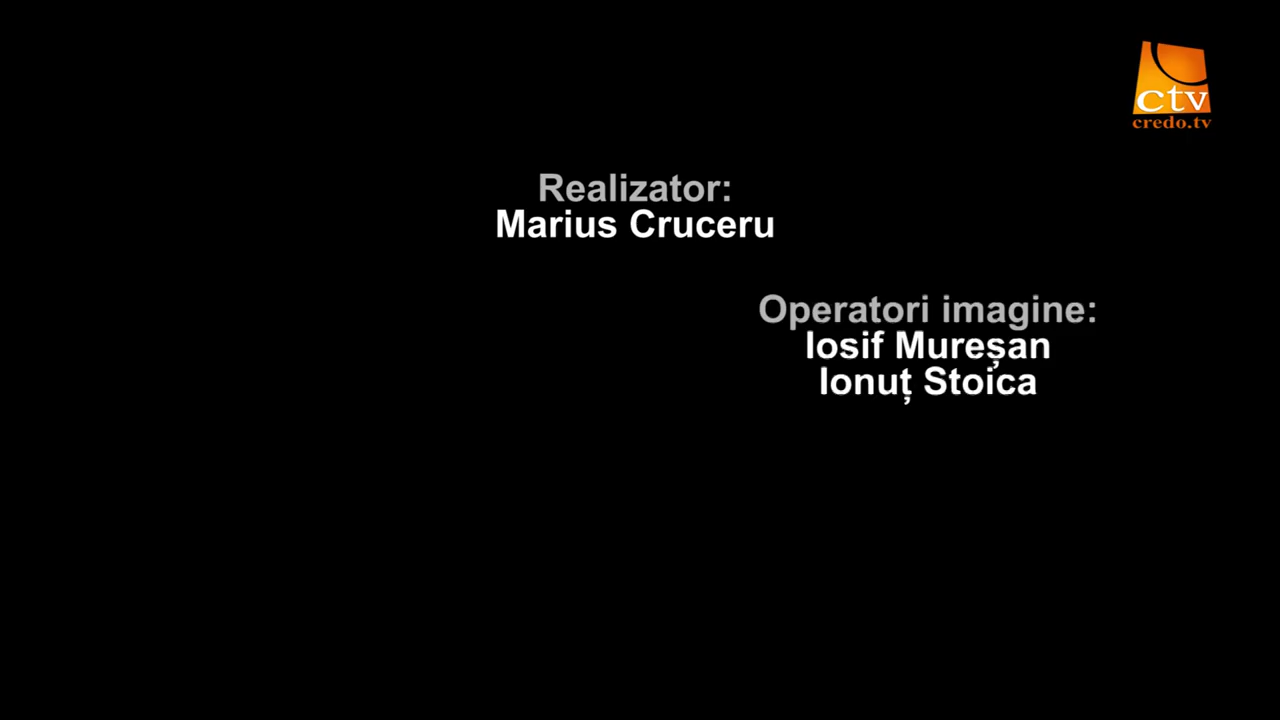 ctv
credo.tv
Realizator:
Marius Cruceru
Operatori imagine:
Iosif Mureșan
Ionuț Stoica